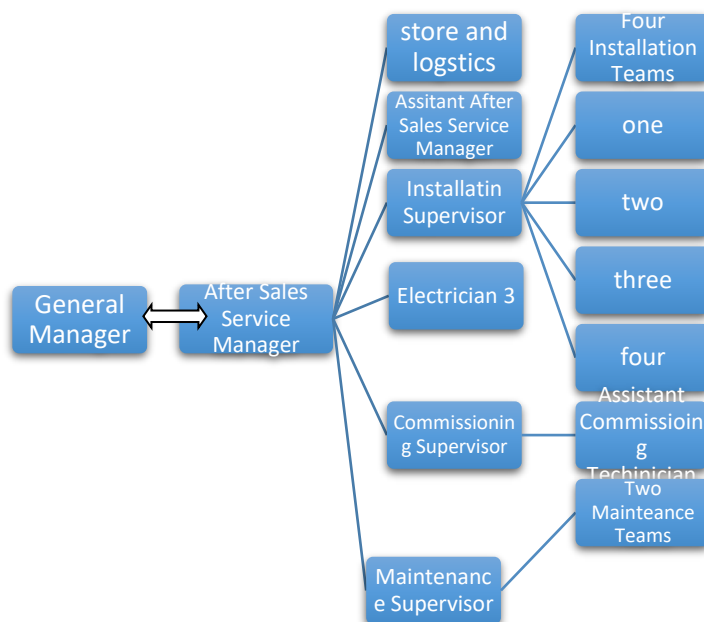 General
Manager
After Sales
Service
Manager
store and
logstics
Assitant After
Sales Service
Manager
Installatin
Supervisor
Electrician 3
Commissionin
g Supervisor
Maintenanc
e Supervisor
Four
Installation
Teams
one
two
three
four
Assistant
Commissioin
g
Techinician
Two
Mainteance
Teams